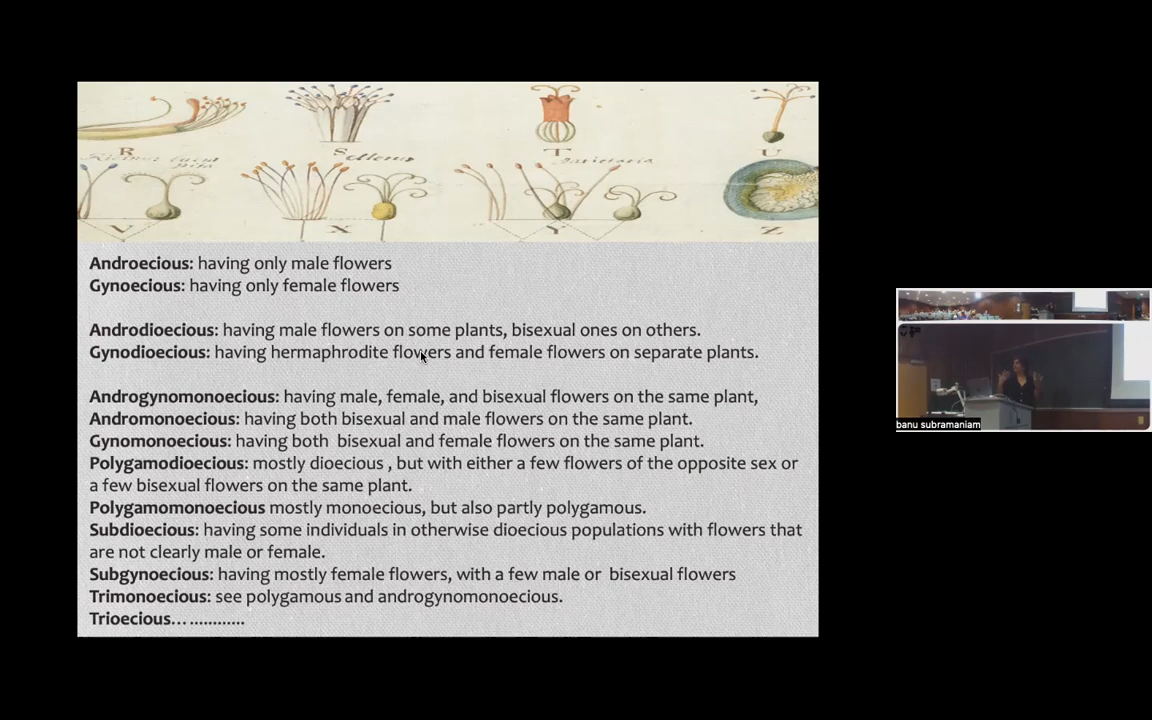 R
S
T
U
V
X
Y
Z
Androecious: having only male flowers
Gynoecious: having only female flowers
Androdioecious: having male flowers on some plants, bisexual ones on others.
Gynodioecious: having hermaphrodite flowers and female flowers on separate plants.
Androgynomonoecious: having male, female, and bisexual flowers on the same plant,
Andromonoecious: having both bisexual and male flowers on the same plant.
Gynomonoecious: having both  bisexual and female flowers on the same plant.
Polygamodioecious: mostly dioecious , but with either a few flowers of the opposite sex or
a few bisexual flowers on the same plant.
Polygamomonoecious mostly monoecious, but also partly polygamous.
Subdioecious: having some individuals in otherwise dioecious populations with flowers that
are not clearly male or female.
Subgynoecious: having mostly female flowers, with a few male or  bisexual flowers
Trimonoecious: see polygamous and androgynomonoecious.
Trioecious… ............
banu subramaniam